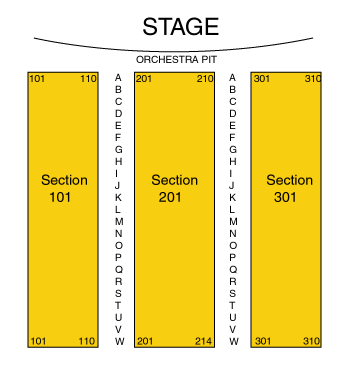 STAGE
ORCHESTRA PIT
101 110 A 201 210 A 301 310
B B
C C
D D
E E
F F
G G
H H
I I
Section J Section J Section
101 K 201 K 301
L L
M M
N N
O O
P P
Q Q
R R
S S
T T
U U
V V
101 110 W 201 214 W 301 310